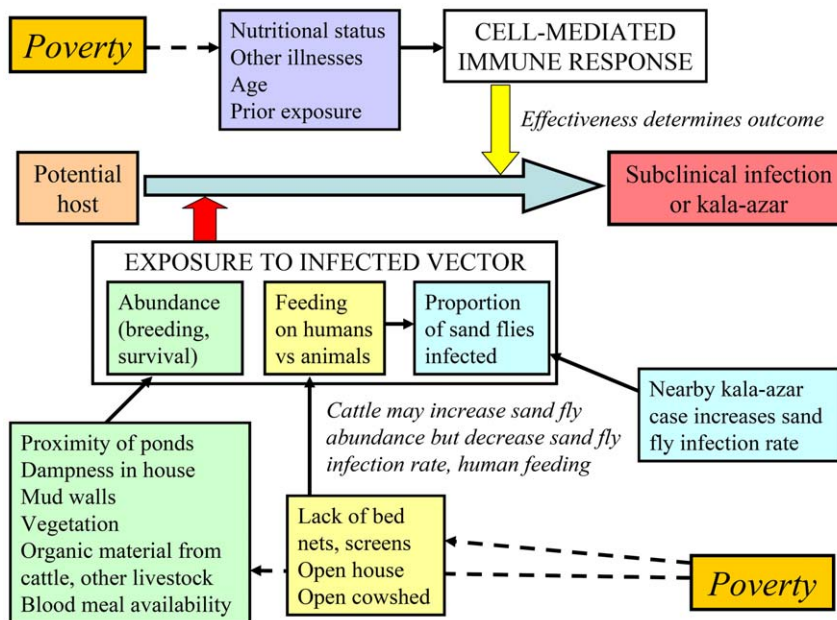 Poverty
Nutritional status
Other illnesses
Age
Prior exposure
CELL-MEDIATED
IMMUNE RESPONSE
Effectiveness determines outcome
Potential
host
Subclinical infection
or kala-azar
EXPOSURE TO INFECTED VECTOR
Abundance
(breeding,
survival)
Feeding
on humans
vs animals
Proportion
of sand flies
infected
Nearby kala-azar
case increases sand
fly infection rate
Cattle may increase sand fly
abundance but decrease sand fly
infection rate, human feeding
Proximity of ponds
Dampness in house
Mud walls
Vegetation
Organic material from
cattle, other livestock
Blood meal availability
Lack of bed
nets, screens
Open house
Open cowshed
Poverty